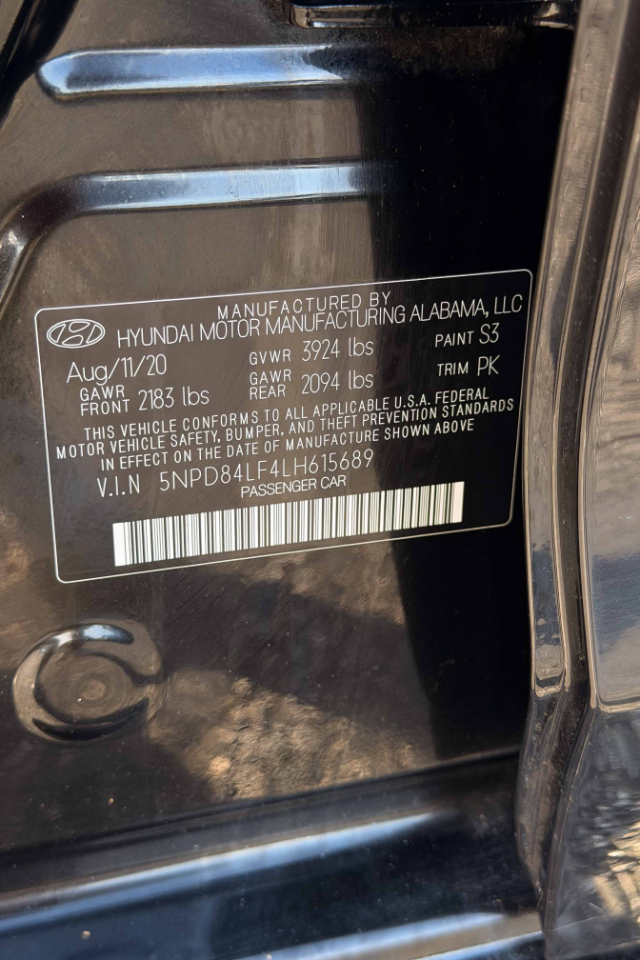 MANUFACTURED BY
HYUNDAI MOTOR MANUFACTURING ALABAMA, LLC
Aug/11/20 GVWR 3924 lbs PAINT S3
GAWR FRONT 2183 lbs GAWR REAR 2094 lbs TRIM PK
THIS VEHICLE CONFORMS TO ALL APPLICABLE U.S.A. FEDERAL
MOTOR VEHICLE SAFETY, BUMPER, AND THEFT PREVENTION STANDARDS
IN EFFECT ON THE DATE OF MANUFACTURE SHOWN ABOVE
V.I.N 5NPD84LF4LH615689
PASSENGER CAR